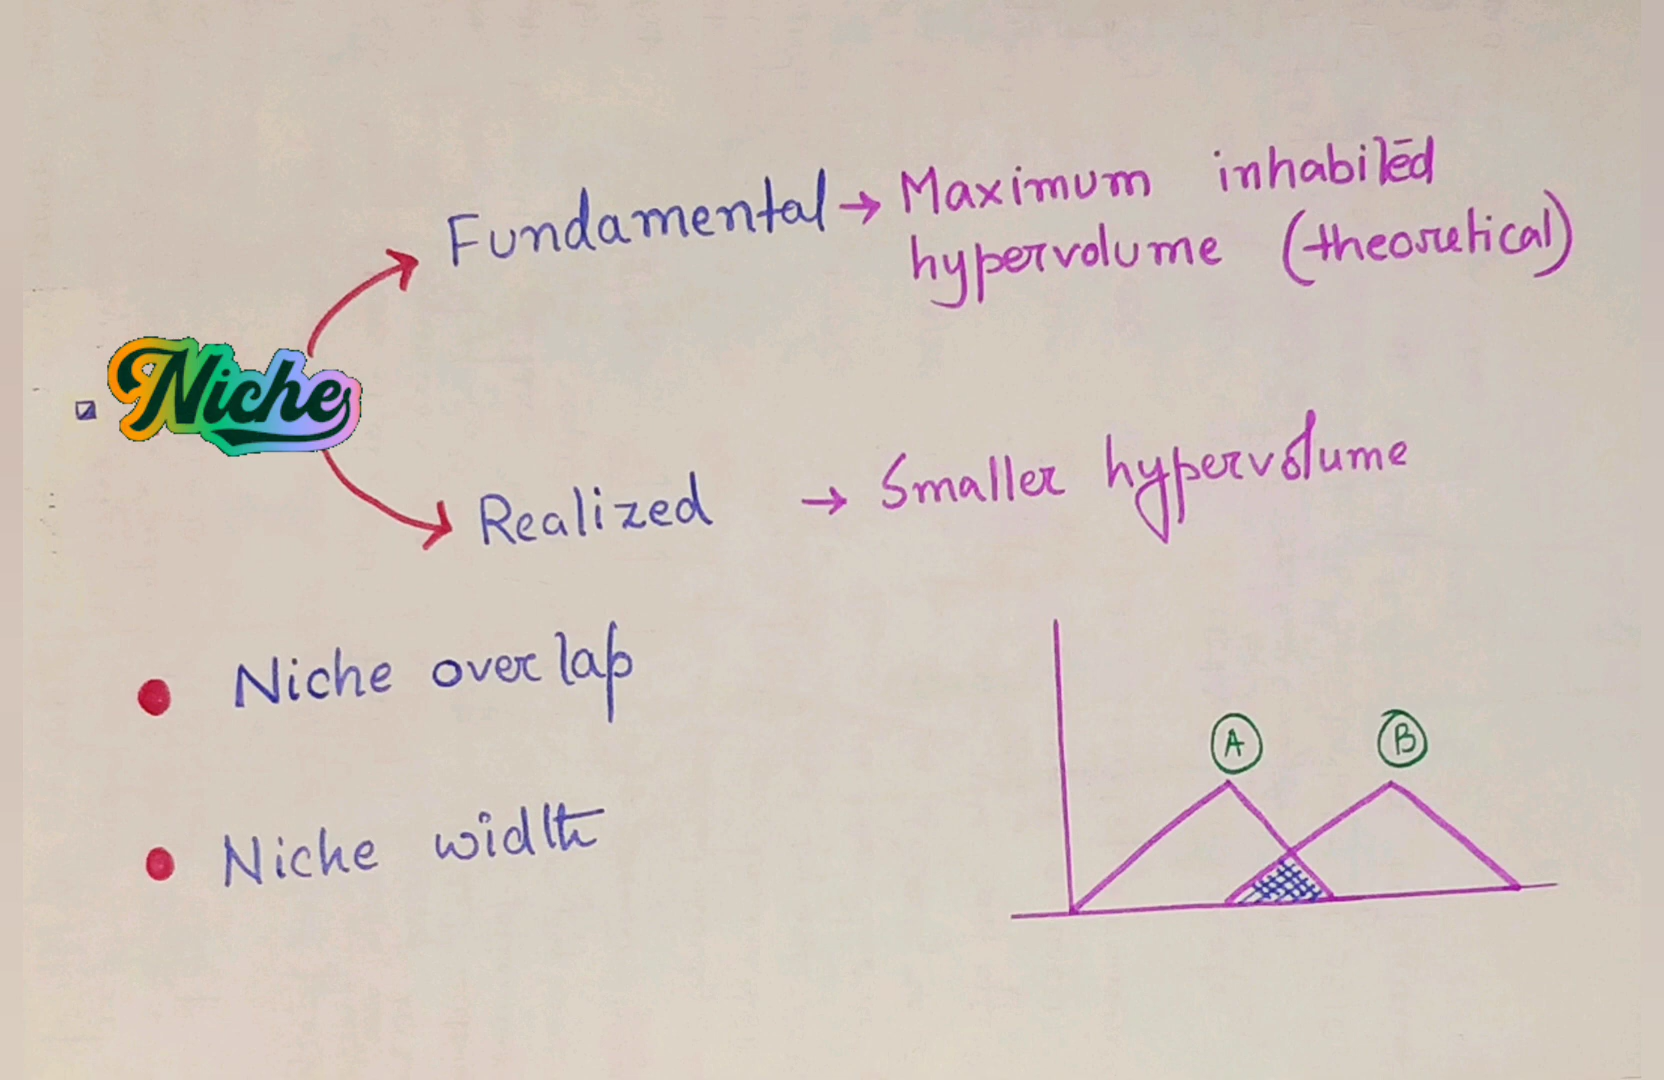 Fundamental → Maximum inhabited
hypervolume (theoretical)
Niche
Realized → Smaller hypervolume
Niche overlap
A B
Niche width